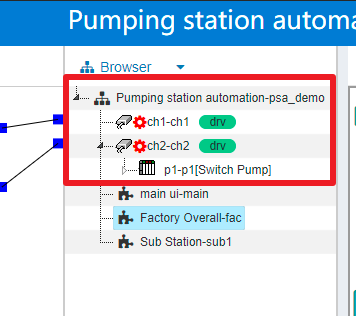 Pumping station automa
Browser
Pumping station automation-psa_demo
ch1-ch1 drv
ch2-ch2 drv
p1-p1[Switch Pump]
main ui-main
Factory Overall-fac
Sub Station-sub1